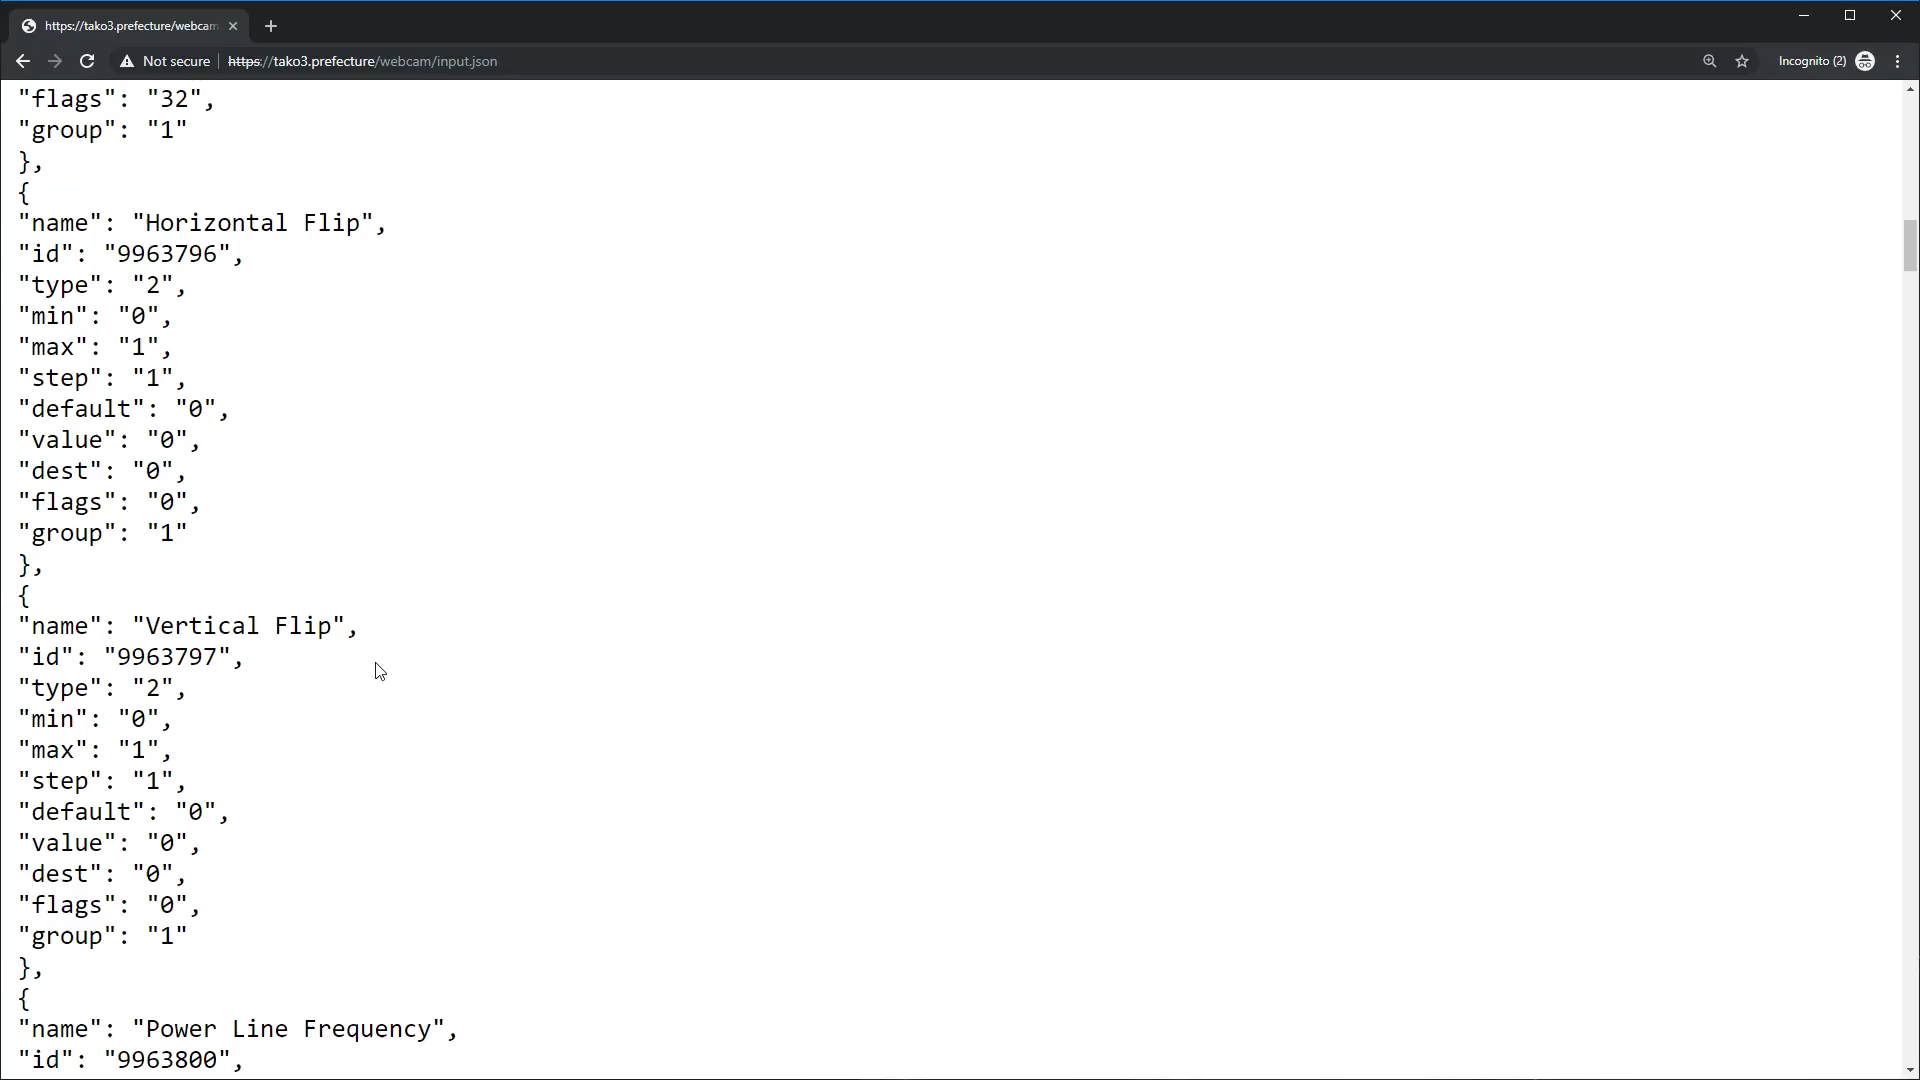 https://tako3.prefecture/webcam
Not secure https://tako3.prefecture/webcam/input.json Incognito (2)
"flags": "32",
"group": "1"
},
{
"name": "Horizontal Flip",
"id": "9963796",
"type": "2",
"min": "0",
"max": "1",
"step": "1",
"default": "0",
"value": "0",
"dest": "0",
"flags": "0",
"group": "1"
},
{
"name": "Vertical Flip",
"id": "9963797",
"type": "2",
"min": "0",
"max": "1",
"step": "1",
"default": "0",
"value": "0",
"dest": "0",
"flags": "0",
"group": "1"
},
{
"name": "Power Line Frequency",
"id": "9963800",